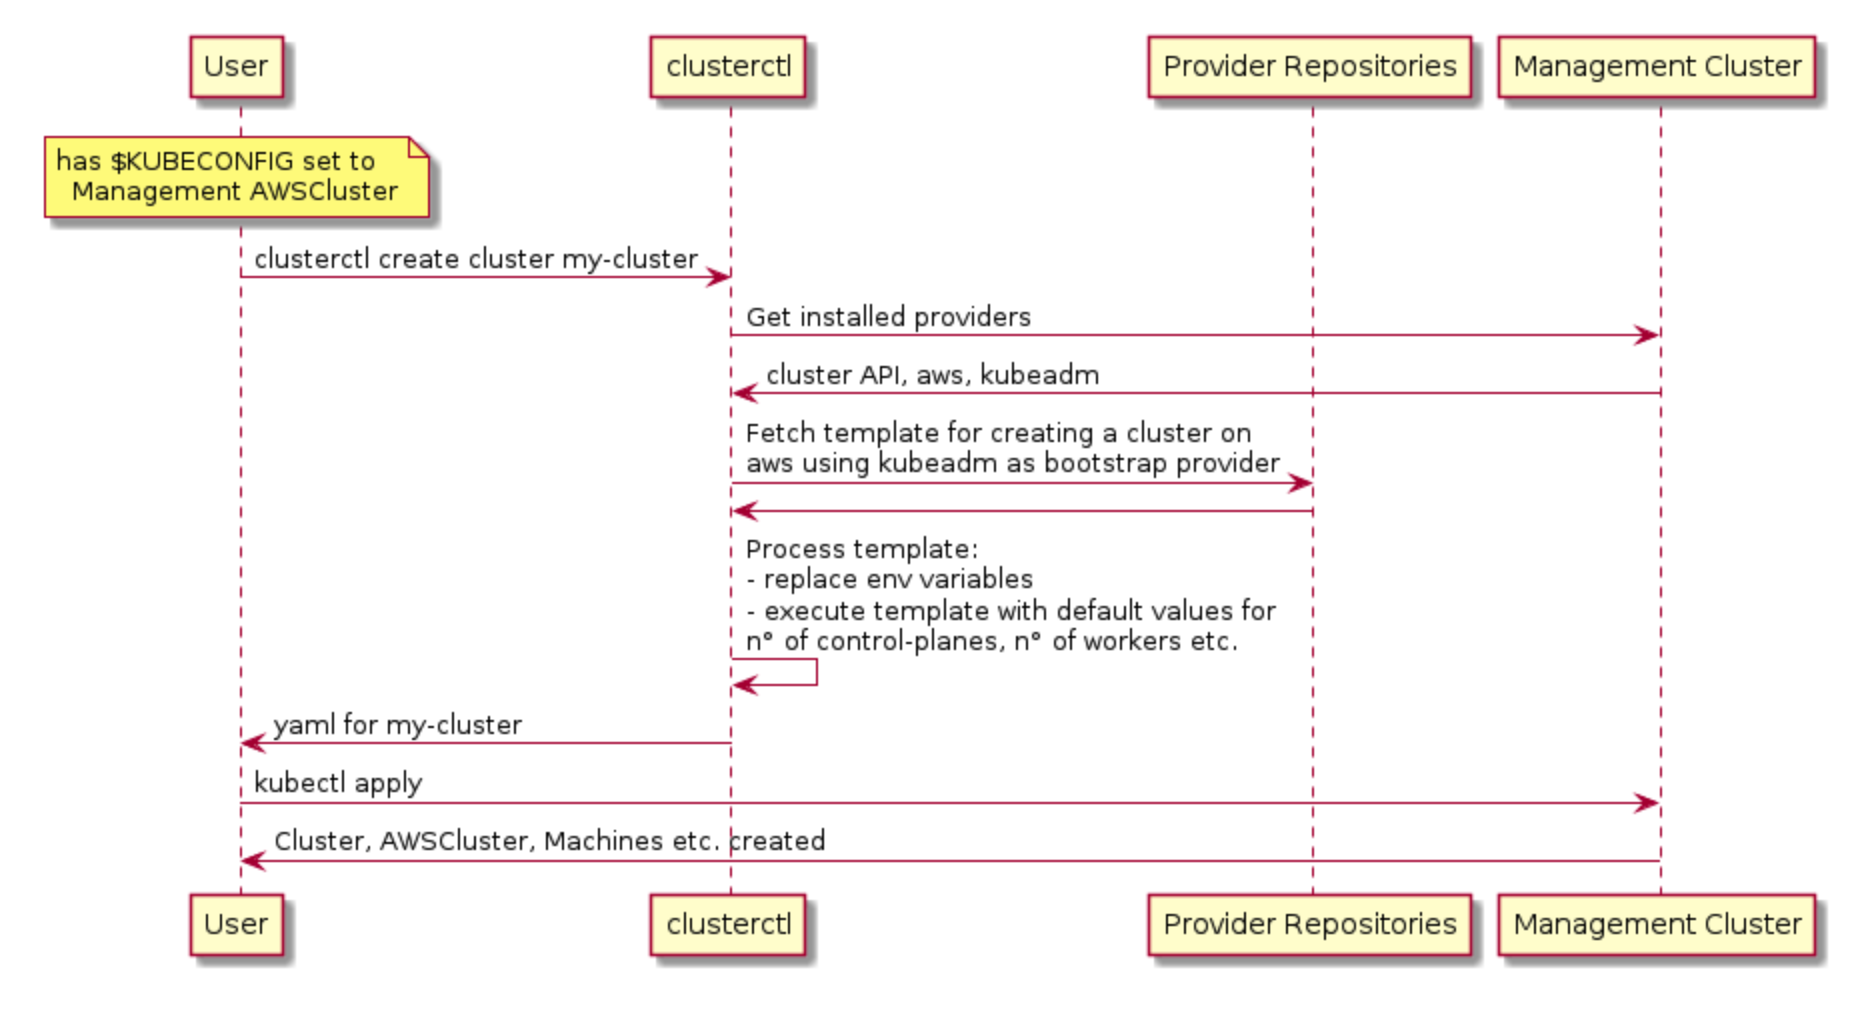 User
clusterctl
Provider Repositories
Management Cluster
has $KUBECONFIG set to
Management AWSCluster
clusterctl create cluster my-cluster
Get installed providers
cluster API, aws, kubeadm
Fetch template for creating a cluster on
aws using kubeadm as bootstrap provider
Process template:
- replace env variables
- execute template with default values for
n° of control-planes, n° of workers etc.
yaml for my-cluster
kubectl apply
Cluster, AWSCluster, Machines etc. created
User
clusterctl
Provider Repositories
Management Cluster